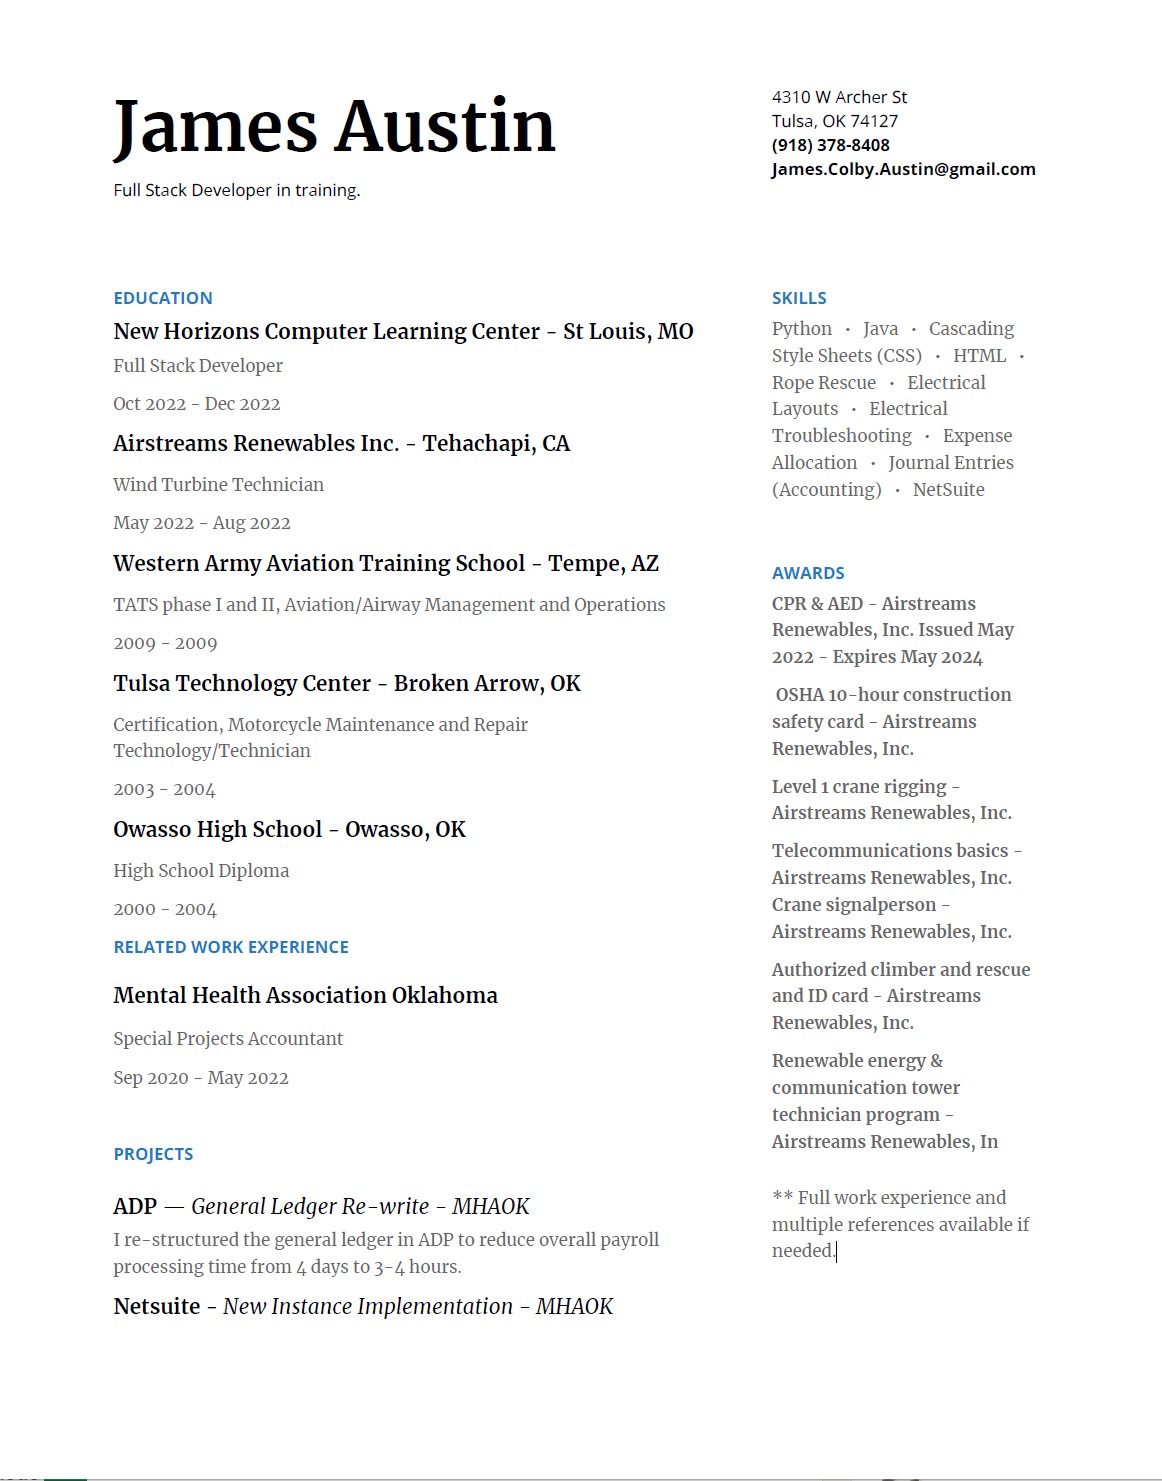 James Austin
Full Stack Developer in training.
4310 W Archer St
Tulsa, OK 74127
(918) 378-8408
James.Colby.Austin@gmail.com
EDUCATION
New Horizons Computer Learning Center - St Louis, MO
Full Stack Developer
Oct 2022 - Dec 2022
Airstreams Renewables Inc. - Tehachapi, CA
Wind Turbine Technician
May 2022 - Aug 2022
Western Army Aviation Training School - Tempe, AZ
TATS phase I and II, Aviation/Airway Management and Operations
2009 - 2009
Tulsa Technology Center - Broken Arrow, OK
Certification, Motorcycle Maintenance and Repair
Technology/Technician
2003 - 2004
Owasso High School - Owasso, OK
High School Diploma
2000 - 2004
RELATED WORK EXPERIENCE
Mental Health Association Oklahoma
Special Projects Accountant
Sep 2020 - May 2022
PROJECTS
ADP — General Ledger Re-write - MHAOK
I re-structured the general ledger in ADP to reduce overall payroll
processing time from 4 days to 3-4 hours.
Netsuite - New Instance Implementation - MHAOK
SKILLS
Python · Java · Cascading
Style Sheets (CSS) · HTML ·
Rope Rescue · Electrical
Layouts · Electrical
Troubleshooting · Expense
Allocation · Journal Entries
(Accounting) · NetSuite
AWARDS
CPR & AED - Airstreams
Renewables, Inc. Issued May
2022 - Expires May 2024
OSHA 10-hour construction
safety card - Airstreams
Renewables, Inc.
Level 1 crane rigging -
Airstreams Renewables, Inc.
Telecommunications basics -
Airstreams Renewables, Inc.
Crane signalperson -
Airstreams Renewables, Inc.
Authorized climber and rescue
and ID card - Airstreams
Renewables, Inc.
Renewable energy &
communication tower
technician program -
Airstreams Renewables, In
** Full work experience and
multiple references available if
needed.